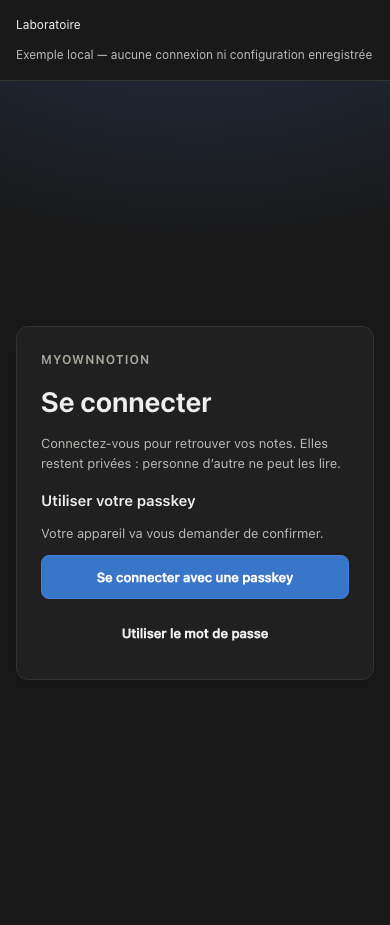 Laboratoire
Exemple local — aucune connexion ni configuration enregistrée
MYOWNNOTION
Se connecter
Connectez-vous pour retrouver vos notes. Elles
restent privées : personne d’autre ne peut les lire.
Utiliser votre passkey
Votre appareil va vous demander de confirmer.
Se connecter avec une passkey
Utiliser le mot de passe